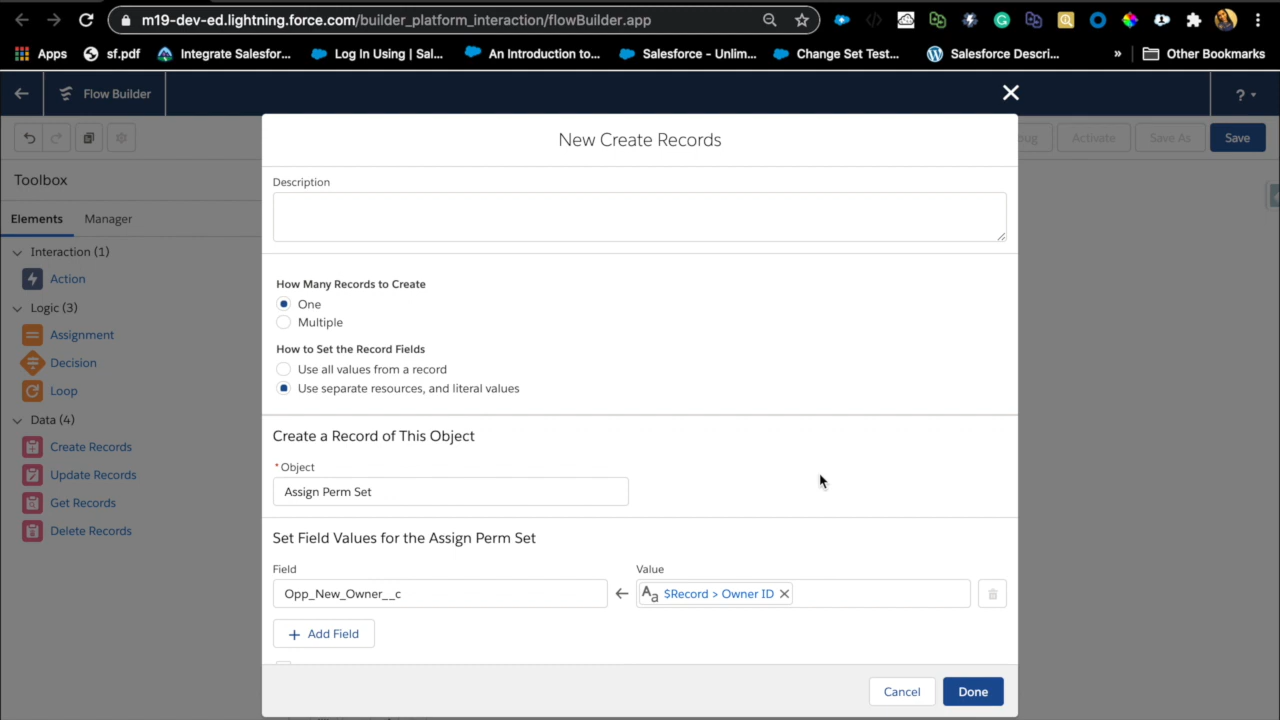 m19-dev-ed.lightning.force.com/builder_platform_interaction/flowBuilder.app
Apps
sf.pdf
Integrate Salesfor...
Log In Using | Sal...
An Introduction to...
Salesforce – Unlim...
Change Set Test...
Salesforce Descri...
»
Other Bookmarks
Flow Builder
?
Activate
Save As
Save
Toolbox
Elements
Manager
Interaction (1)
Action
Logic (3)
Assignment
Decision
Loop
Data (4)
Create Records
Update Records
Get Records
Delete Records
New Create Records
Description
How Many Records to Create
One
Multiple
How to Set the Record Fields
Use all values from a record
Use separate resources, and literal values
Create a Record of This Object
*Object
Assign Perm Set
Set Field Values for the Assign Perm Set
Field
Value
Opp_New_Owner__c
Aa $Record > Owner ID
+ Add Field
Cancel
Done